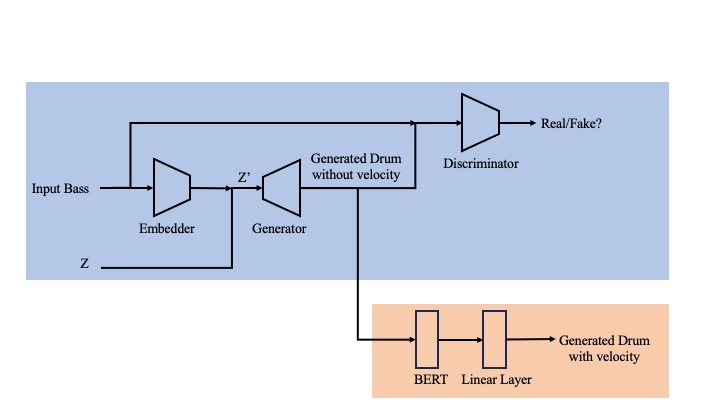 Real/Fake?
Discriminator
Generated Drum
without velocity
Input Bass
Z’
Embedder
Generator
Z
Generated Drum
with velocity
BERT
Linear Layer